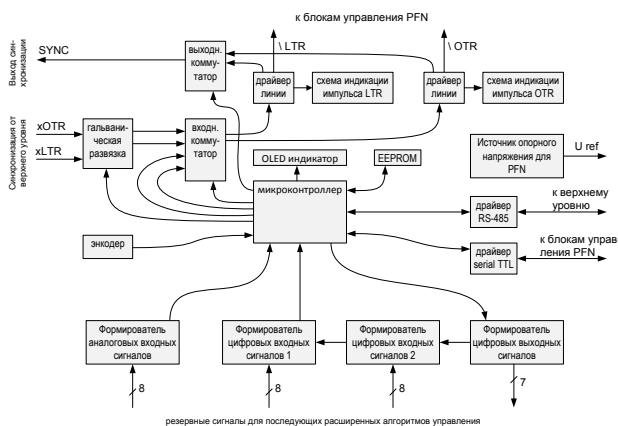 к блокам управления PFN
Выход син-
хронизации
SYNC
выходн.
комму-
татор
\ LTR
\ OTR
драйвер
линии
схема индикации
импульса LTR
драйвер
линии
схема индикации
импульса OTR
Синхронизация от
верхнего уровня
xOTR
xLTR
гальвани-
ческая
развязка
входн.
комму-
татор
Источник опорного
напряжения для
PFN
U ref
OLED индикатор
EEPROM
микроконтроллер
драйвер
RS-485
к верхнему
уровню
энкодер
драйвер
serial TTL
к блокам управ-
ления PFN
Формирователь
аналоговых входных
сигналов
Формирователь
цифровых входных
сигналов 1
Формирователь
цифровых входных
сигналов 2
Формирователь
цифровых выходных
сигналов
8
8
8
7
резервные сигналы для последующих расширенных алгоритмов управления